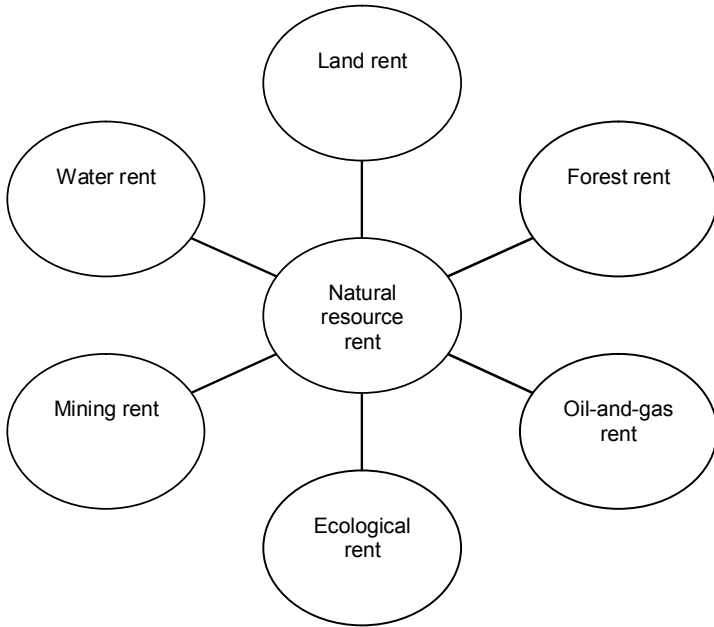 Land rent
Water rent
Forest rent
Natural
resource
rent
Mining rent
Oil-and-gas
rent
Ecological
rent